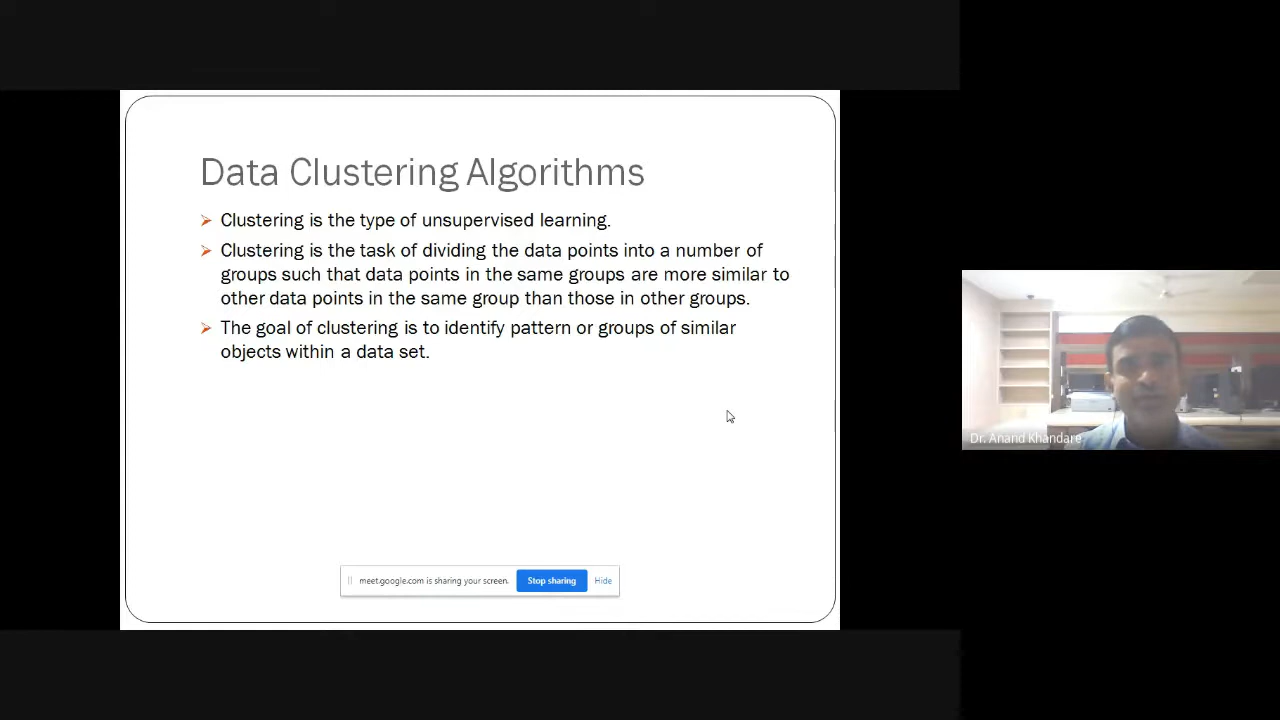 Data Clustering Algorithms
Clustering is the type of unsupervised learning.
Clustering is the task of dividing the data points into a number of
groups such that data points in the same groups are more similar to
other data points in the same group than those in other groups.
The goal of clustering is to identify pattern or groups of similar
objects within a data set.
Dr. Anand Khandare
meet.google.com is sharing your screen. Stop sharing Hide